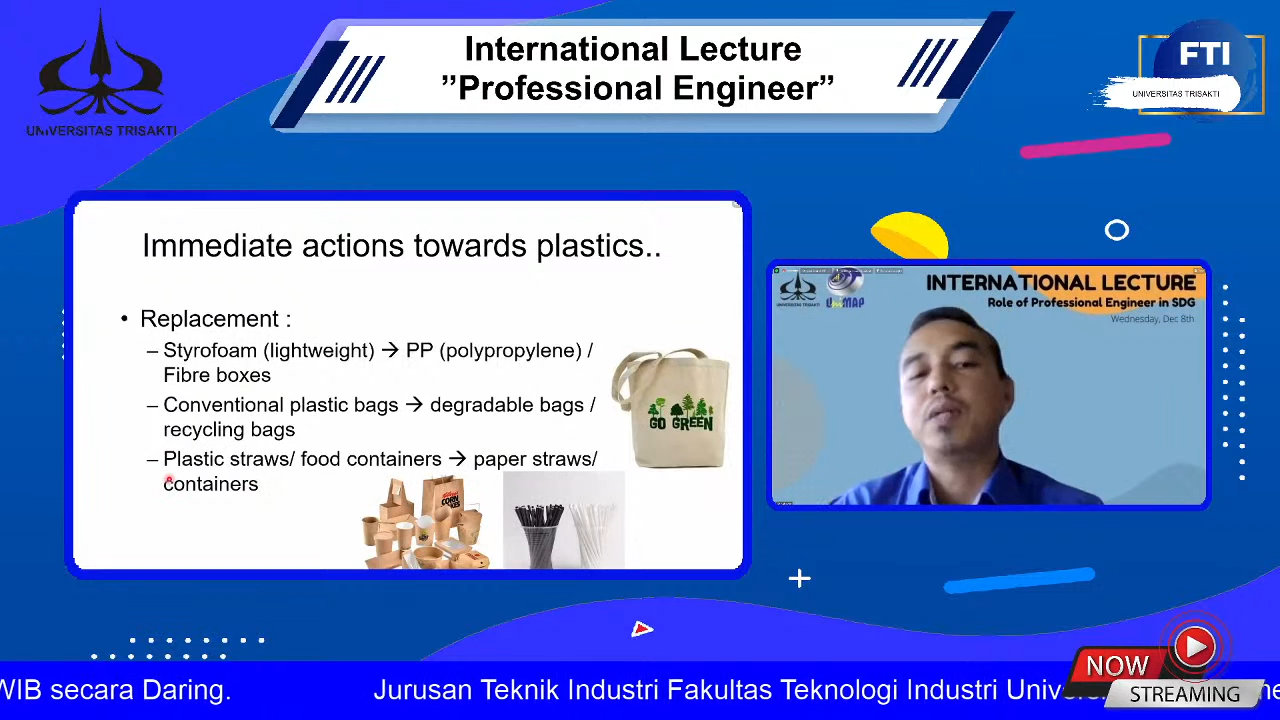 UNIVERSITAS TRISAKTI
International Lecture
”Professional Engineer”
FTI
UNIVERSITAS TRISAKTI
Immediate actions towards plastics..
• Replacement :
– Styrofoam (lightweight) → PP (polypropylene) /
Fibre boxes
– Conventional plastic bags → degradable bags /
recycling bags
– Plastic straws/ food containers → paper straws/
containers
GO GREEN
INTERNATIONAL LECTURE
Role of Professional Engineer in SDG
Wednesday, Dec 8th
UNIVERSITAS TRISAKTI
UniMAP
WIB secara Daring.
Jurusan Teknik Industri Fakultas Teknologi Industri
NOW
STREAMING